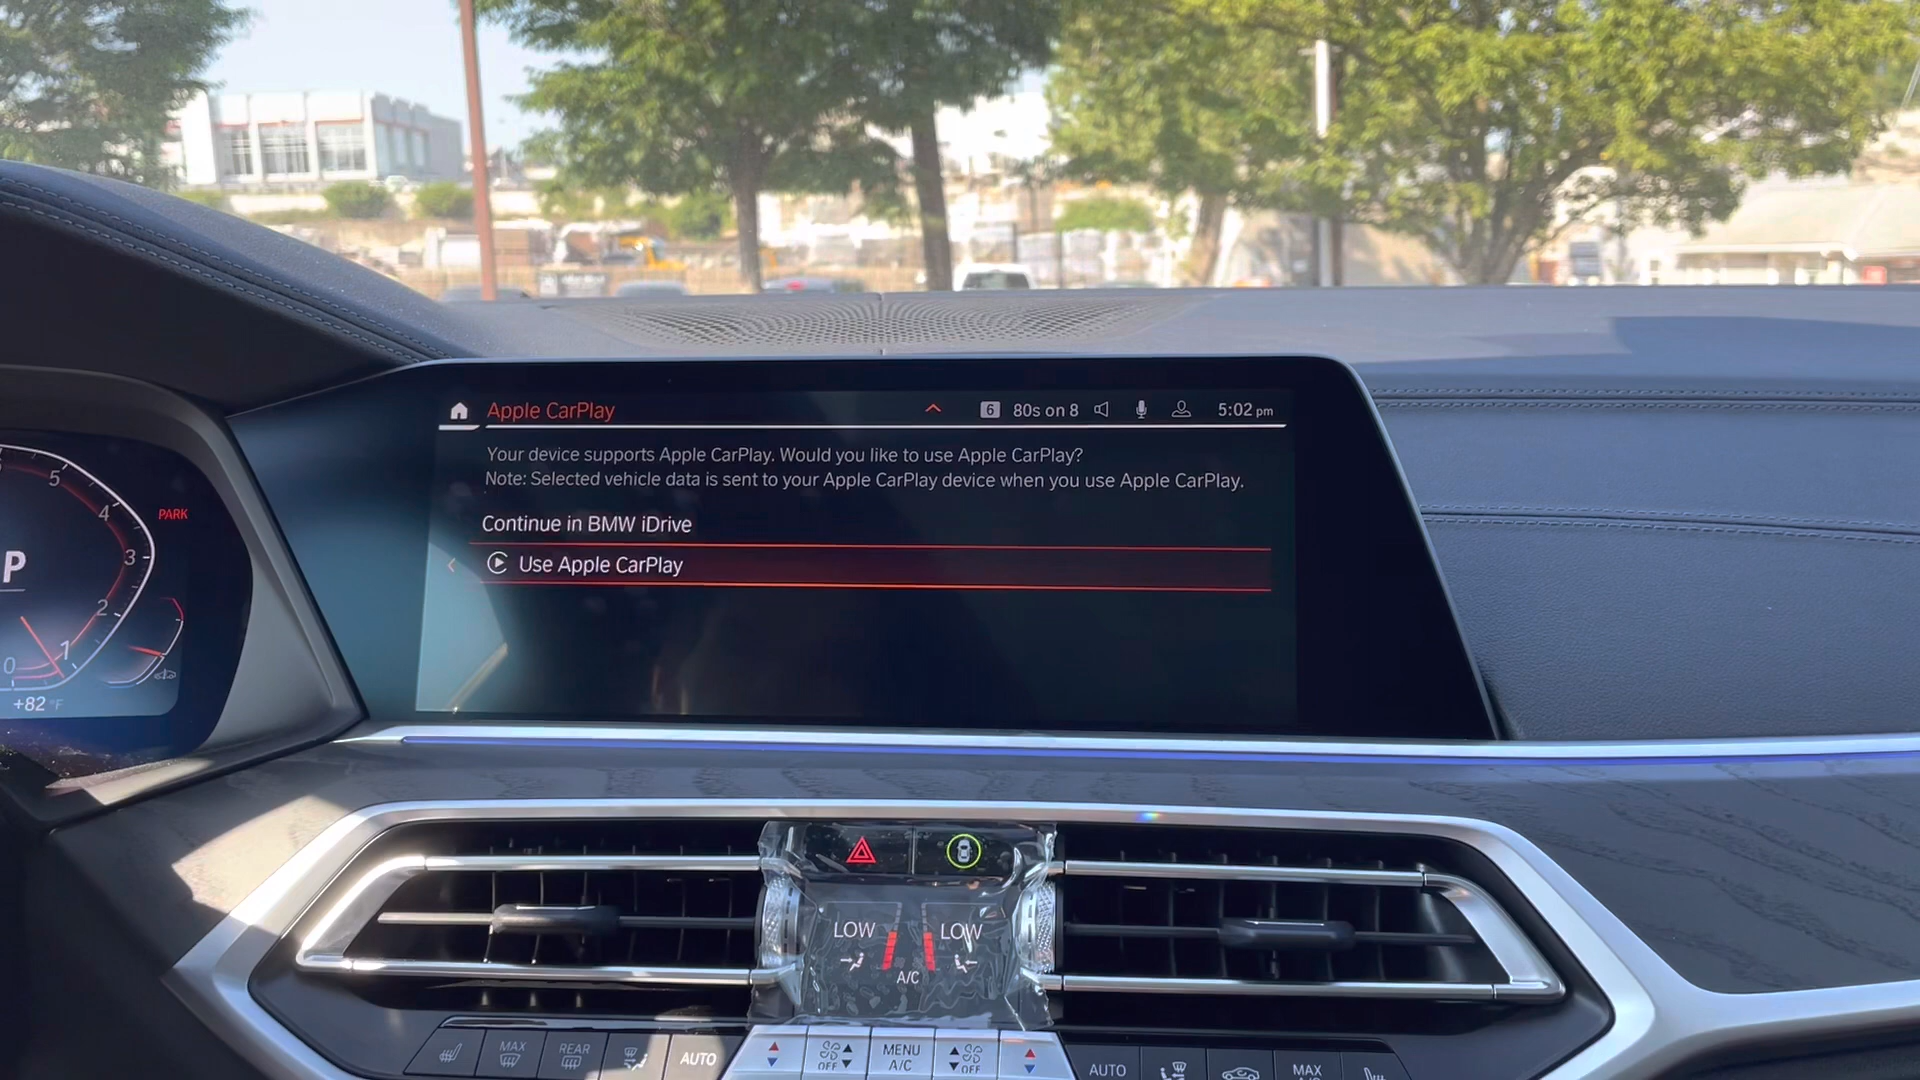 Apple CarPlay
6 80s on 8 5:02 pm
Your device supports Apple CarPlay. Would you like to use Apple CarPlay?
Note: Selected vehicle data is sent to your Apple CarPlay device when you use Apple CarPlay.
Continue in BMW iDrive
Use Apple CarPlay
5
4
PARK
3
P
2
1
0
+82 °F
LOW LOW
A/C
MAX
REAR
AUTO
OFF
MENU
A/C
OFF
AUTO
MAX